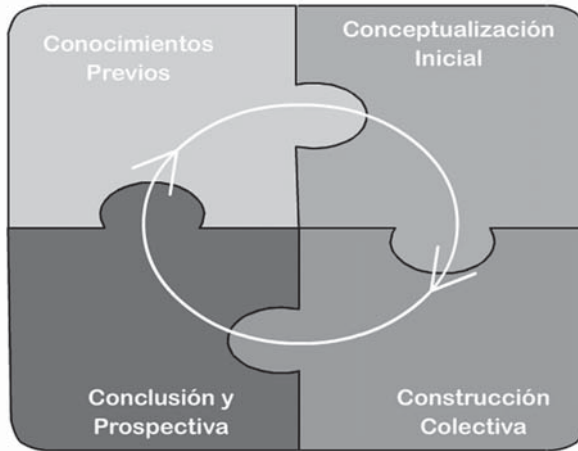 Conocimientos
Previos
Conceptualización
Inicial
Conclusión y
Prospectiva
Construcción
Colectiva